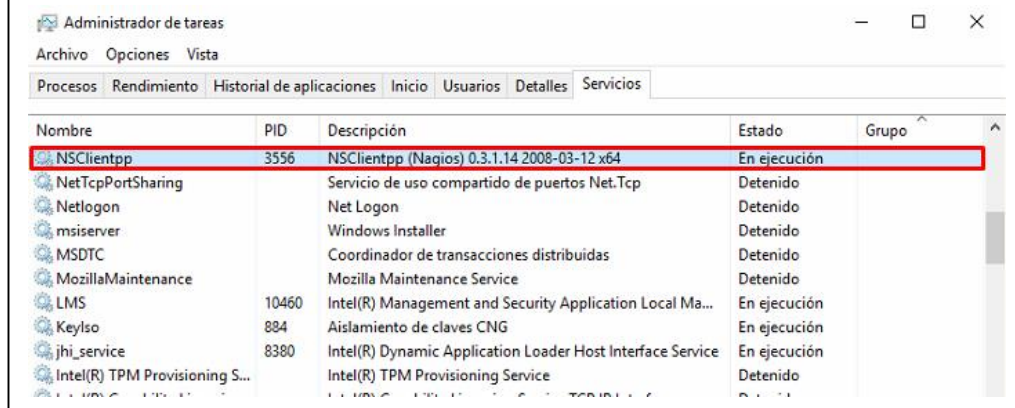 Administrador de tareas
Archivo Opciones Vista
Procesos Rendimiento Historial de aplicaciones Inicio Usuarios Detalles Servicios
Nombre PID Descripción Estado Grupo
NSClientpp 3556 NSClientpp (Nagios) 0.3.1.14 2008-03-12 x64 En ejecución
NetTcpPortSharing Servicio de uso compartido de puertos Net.Tcp Detenido
Netlogon Net Logon Detenido
msiserver Windows Installer Detenido
MSDTC Coordinador de transacciones distribuidas Detenido
MozillaMaintenance Mozilla Maintenance Service Detenido
LMS 10460 Intel(R) Management and Security Application Local Ma... En ejecución
KeyIso 884 Aislamiento de claves CNG En ejecución
jhi_service 8380 Intel(R) Dynamic Application Loader Host Interface Service En ejecución
Intel(R) TPM Provisioning S... Intel(R) TPM Provisioning Service Detenido